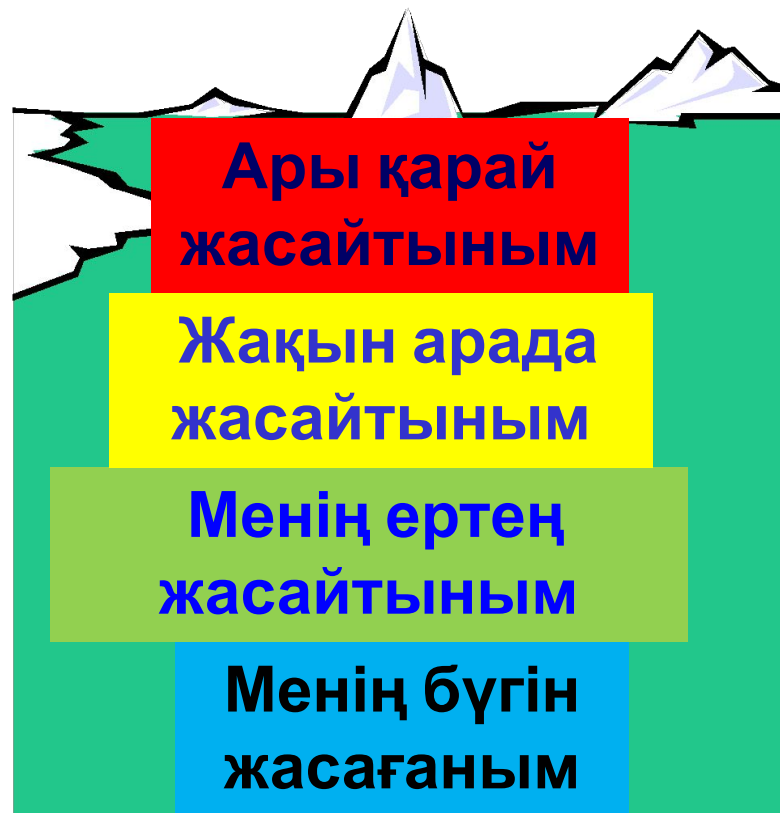 Ары қарай
жасайтыным
Жақын арада
жасайтыным
Менің ертең
жасайтыным
Менің бүгін
жасағаным